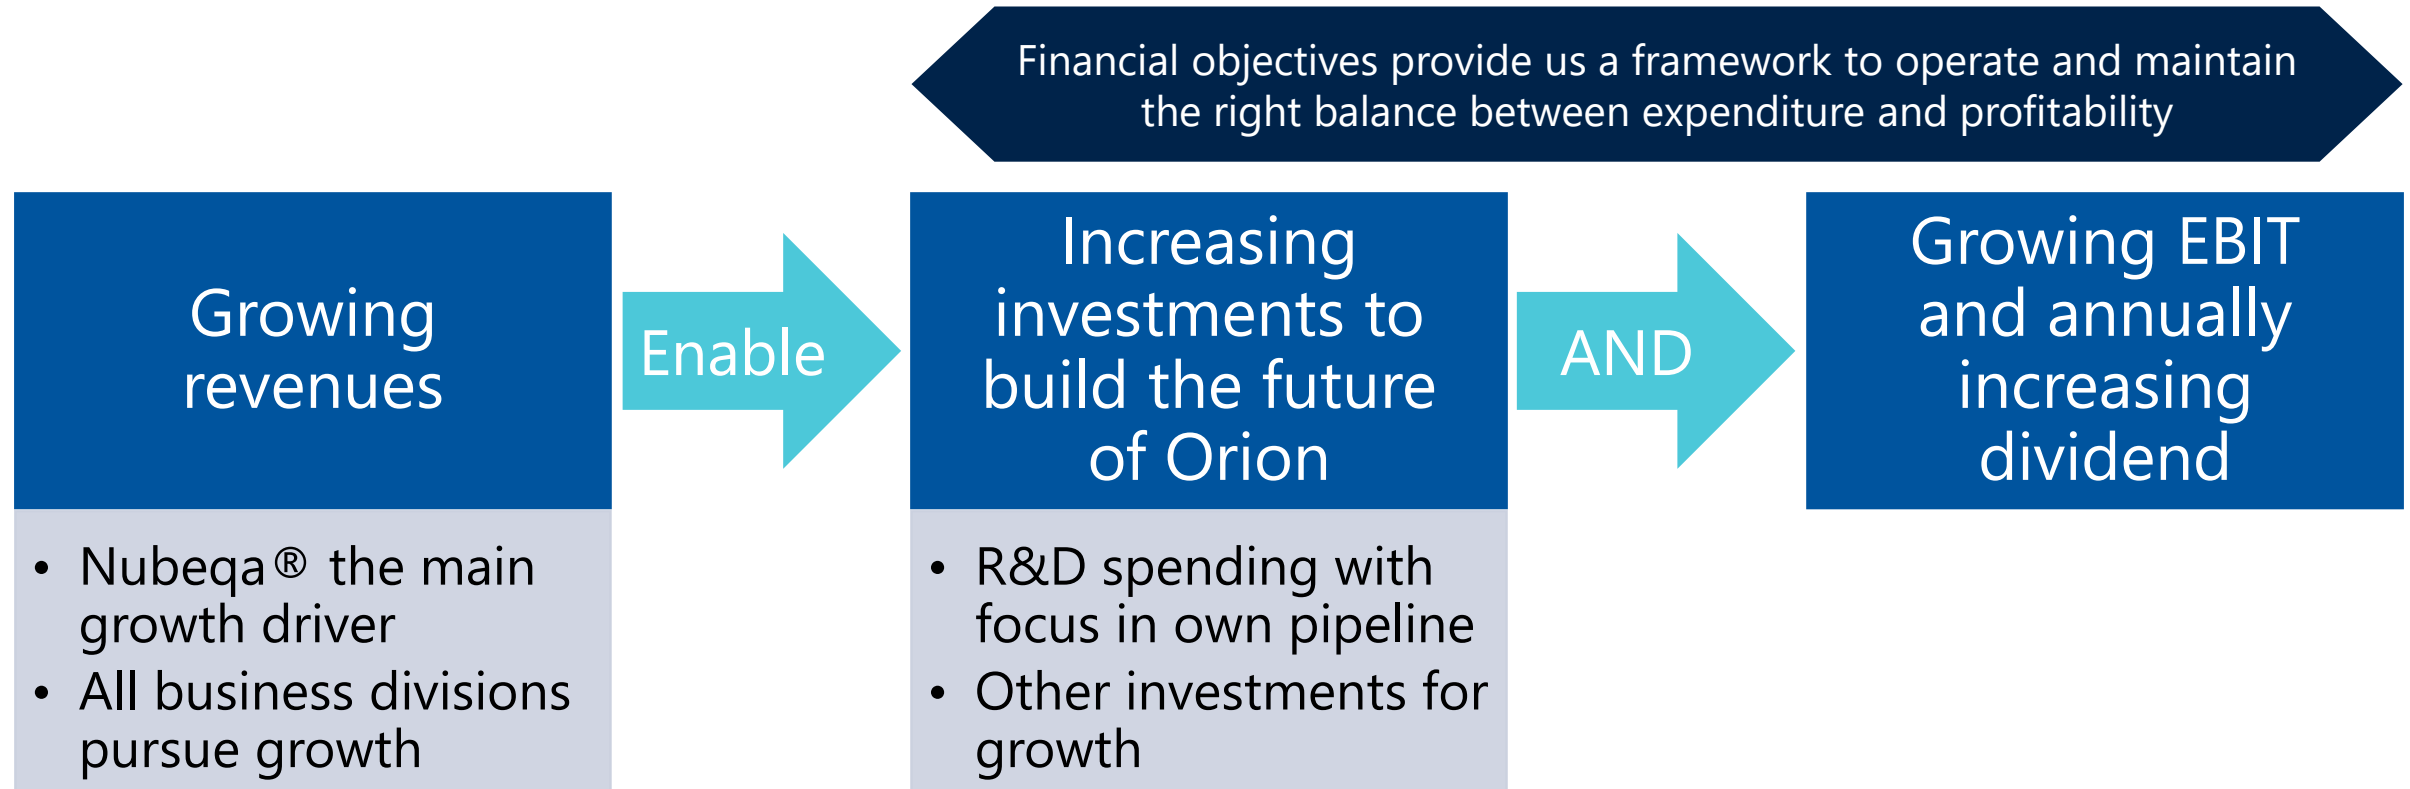 Financial objectives provide us a framework to operate and maintain
the right balance between expenditure and profitability
Growing
revenues
Enable
Increasing
investments to
build the future
of Orion
AND
Growing EBIT
and annually
increasing
dividend
• Nubeqa® the main
growth driver
• All business divisions
pursue growth
• R&D spending with
focus in own pipeline
• Other investments for
growth